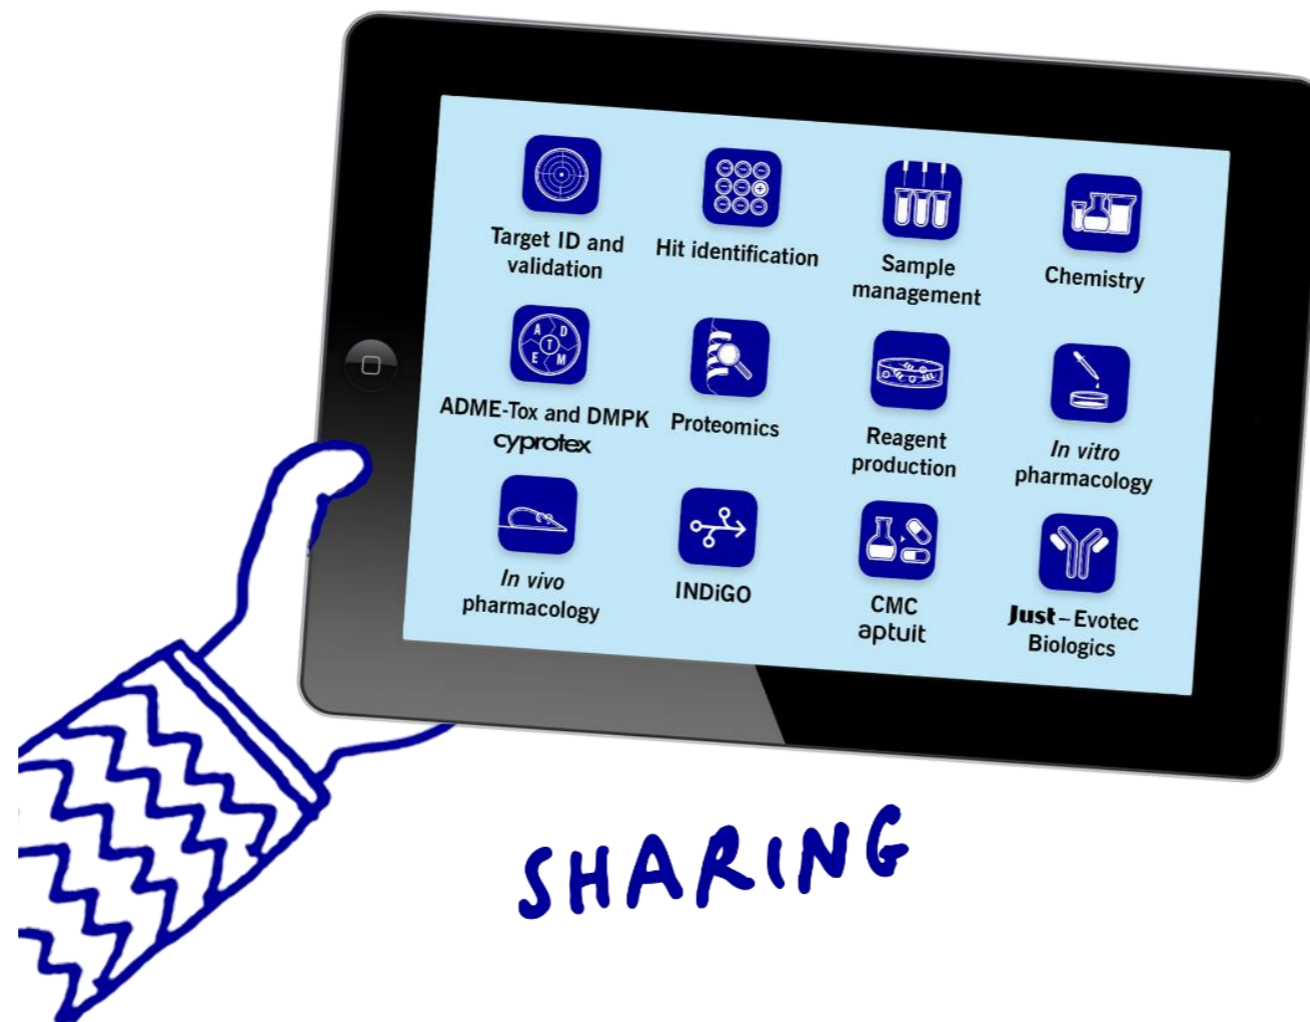 Target ID and
validation
Hit identification
Sample
management
Chemistry
A D
T
E M
ADME-Tox and DMPK
cyprotex
Proteomics
Reagent
production
In vitro
pharmacology
In vivo
pharmacology
INDiGO
CMC
aptuit
Just – Evotec
Biologics
SHARING